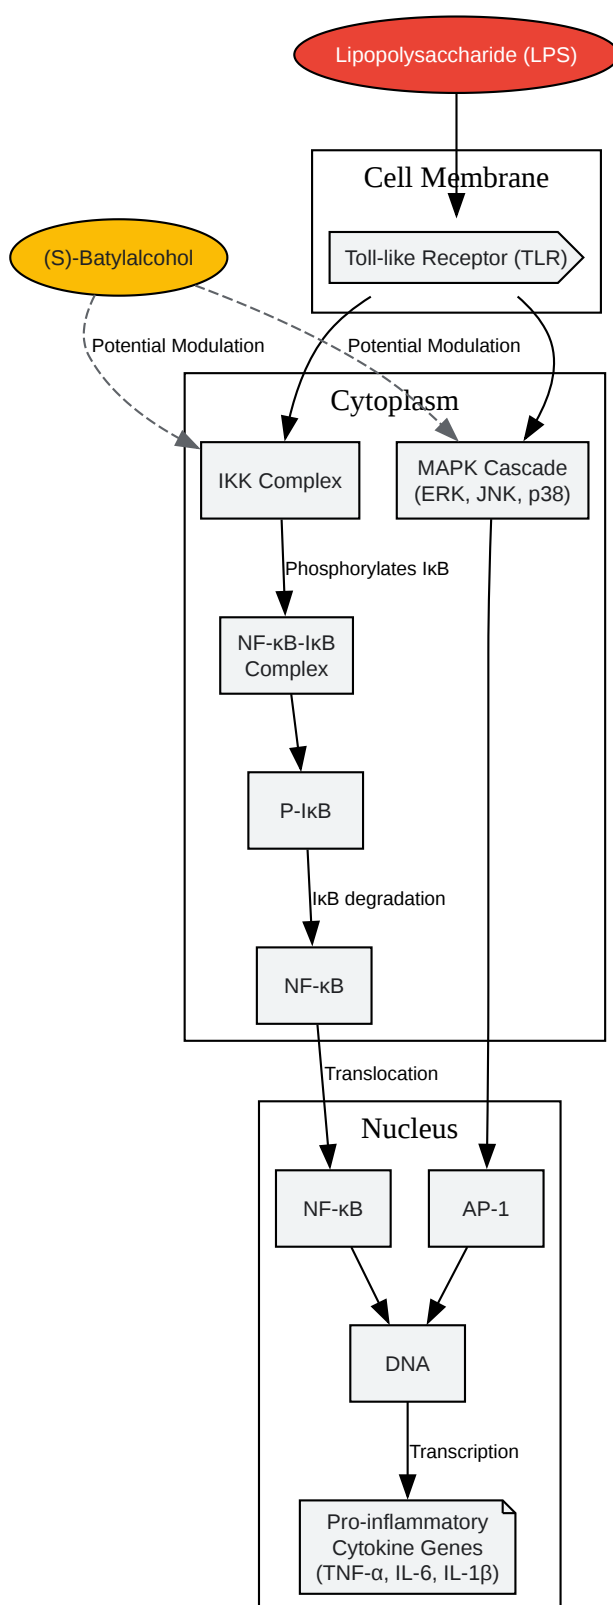 Lipopolysaccharide (LPS)
Cell Membrane
(S)-Batylalcohol
Toll-like Receptor (TLR)
Potential Modulation
Potential Modulation
Cytoplasm
IKK Complex
MAPK Cascade
(ERK, JNK, p38)
Phosphorylates IκB
NF-κB-IκB
Complex
P-IκB
IκB degradation
NF-κB
Translocation
Nucleus
NF-κB
AP-1
DNA
Transcription
Pro-inflammatory
Cytokine Genes
(TNF-α, IL-6, IL-1β)